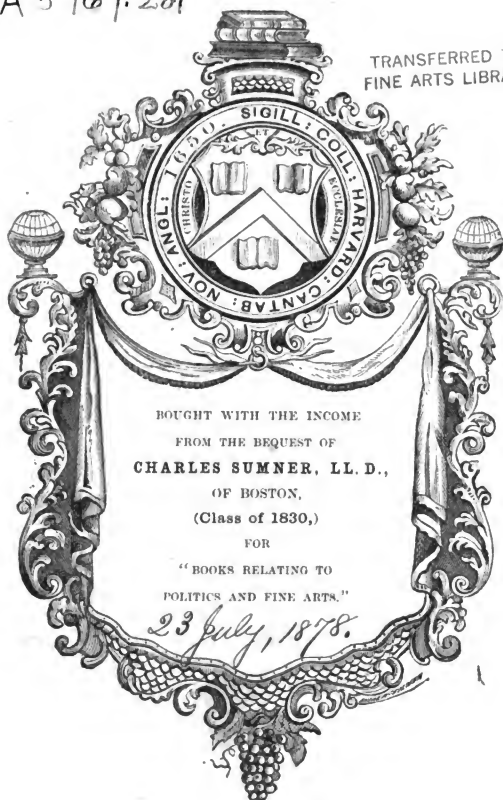 TRANSFERRED
FINE ARTS LIBRA
SIGILL: COLL: HARVARD: CANTAB: NOV: ANGL: 1650.
CHRISTO
ET
ECCLESIAE
BOUGHT WITH THE INCOME
FROM THE BEQUEST OF
CHARLES SUMNER, LL. D.,
OF BOSTON,
(Class of 1830,)
FOR
"BOOKS RELATING TO
POLITICS AND FINE ARTS."
23 July, 1878.